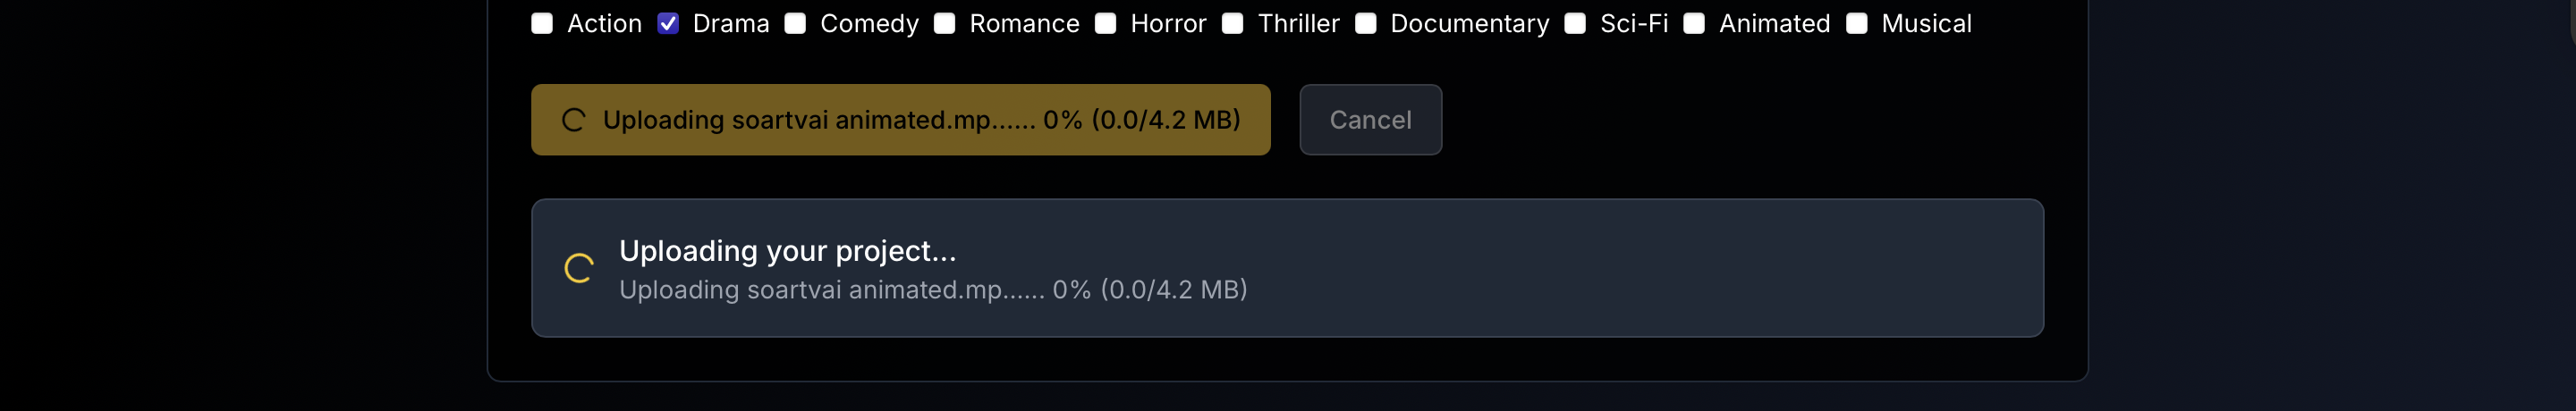 Action Drama Comedy Romance Horror Thriller Documentary Sci-Fi Animated Musical
Uploading soartvai animated.mp...... 0% (0.0/4.2 MB) Cancel
Uploading your project...
Uploading soartvai animated.mp...... 0% (0.0/4.2 MB)